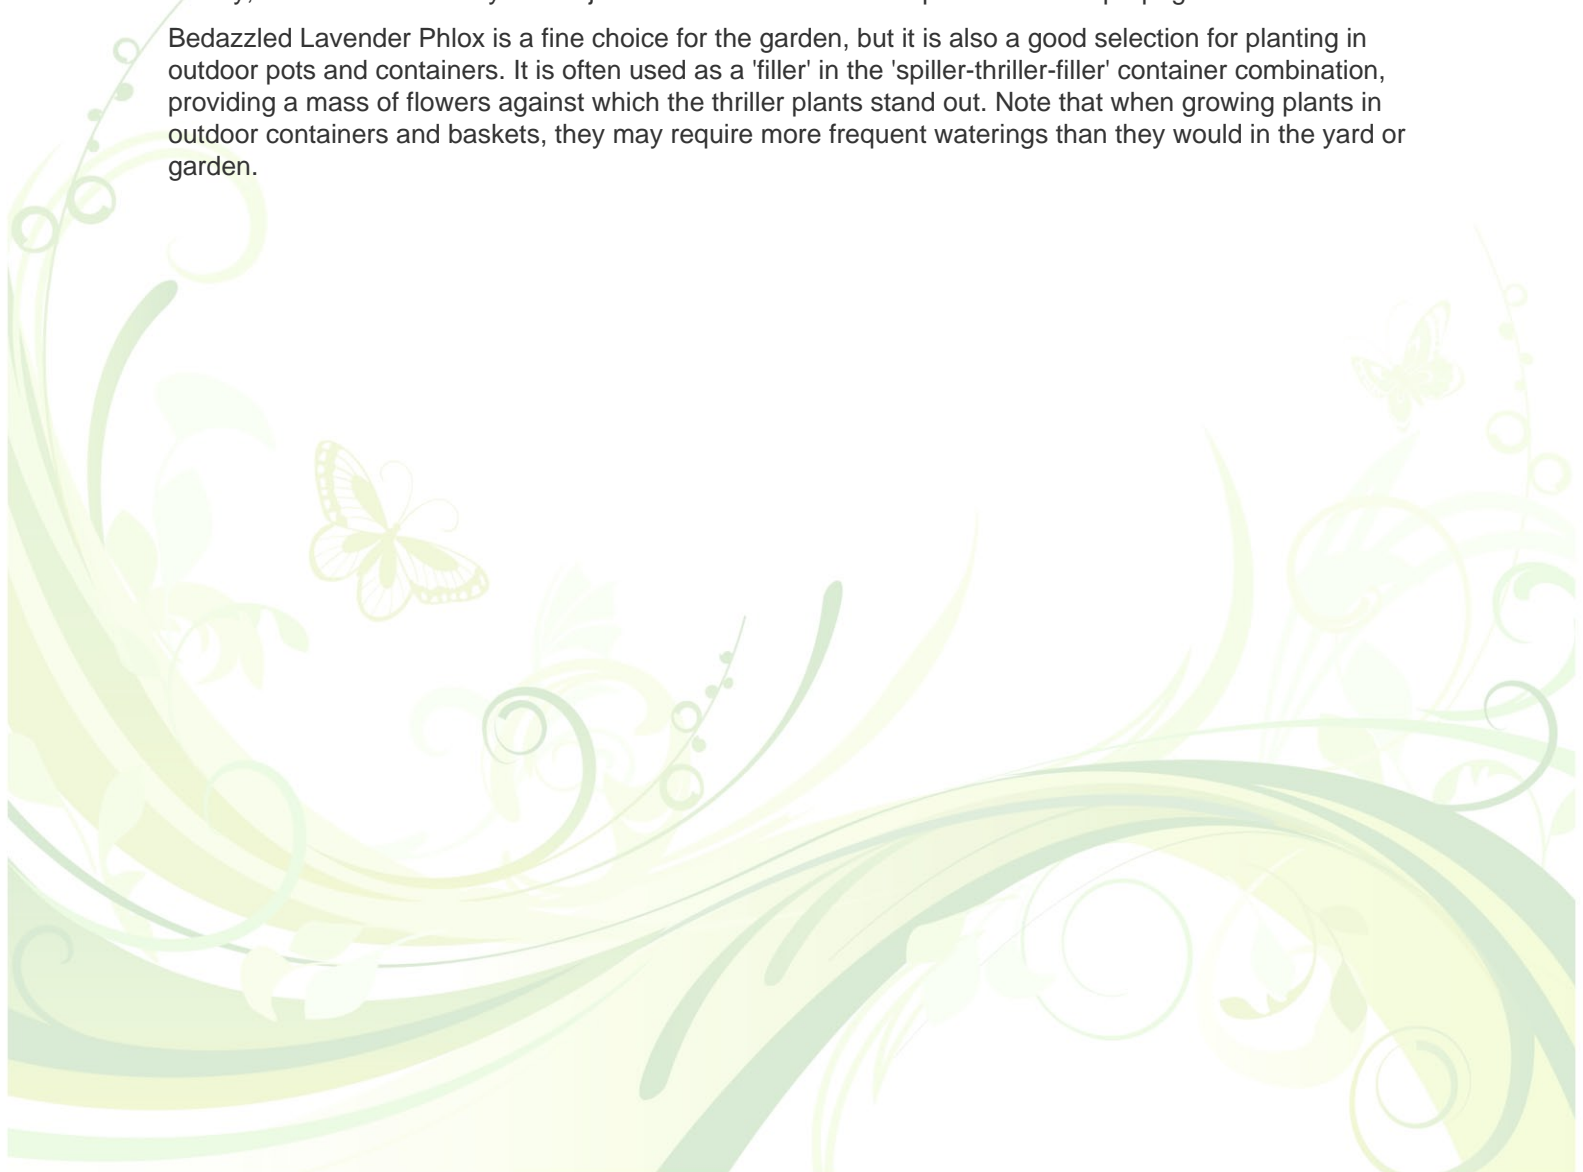 Bedazzled Lavender Phlox is a fine choice for the garden, but it is also a good selection for planting in
outdoor pots and containers. It is often used as a 'filler' in the 'spiller-thriller-filler' container combination,
providing a mass of flowers against which the thriller plants stand out. Note that when growing plants in
outdoor containers and baskets, they may require more frequent waterings than they would in the yard or
garden.